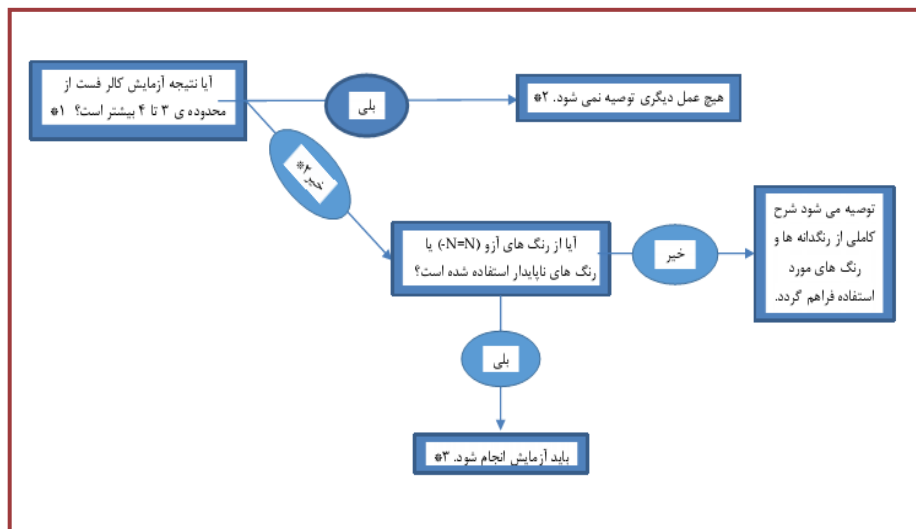 آیا نتیجه آزمایش کالر فست از
محدوده ی ۳ تا ۴ بیشتر است؟ ۱*
بلی
هیچ عمل دیگری توصیه نمی شود. ۲*
خیر ۲*
آیا از رنگ های آزو (N=N-) یا
رنگ های ناپایدار استفاده شده است؟
خیر
توصیه می شود شرح
کاملی از رنگدانه ها و
رنگ های مورد
استفاده فراهم گردد.
بلی
باید آزمایش انجام شود. ۳*